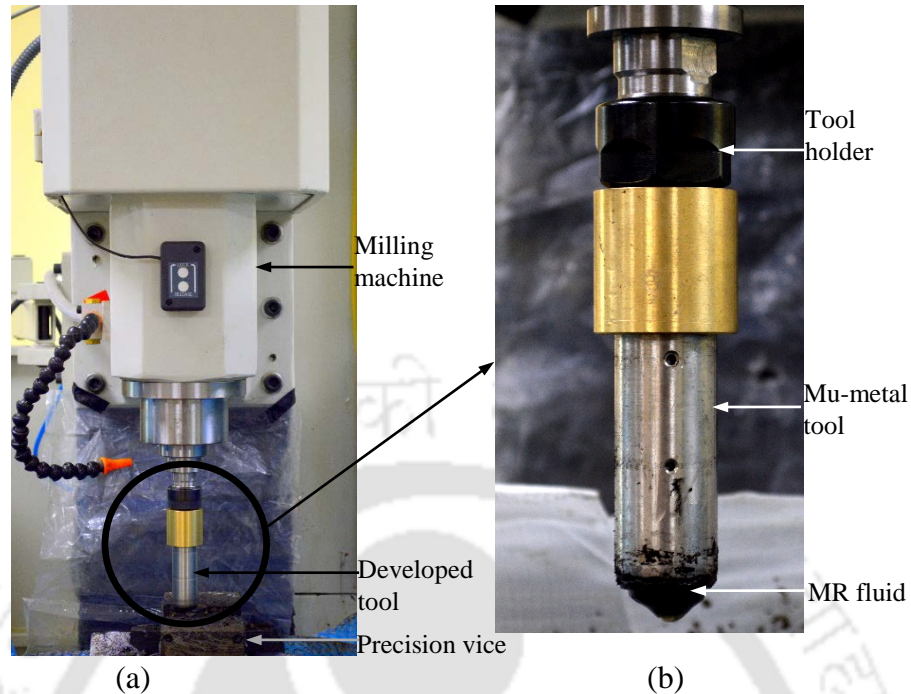 Milling
machine
Developed
tool
Precision vice
(a)
Tool
holder
Mu-metal
tool
MR fluid
(b)
की